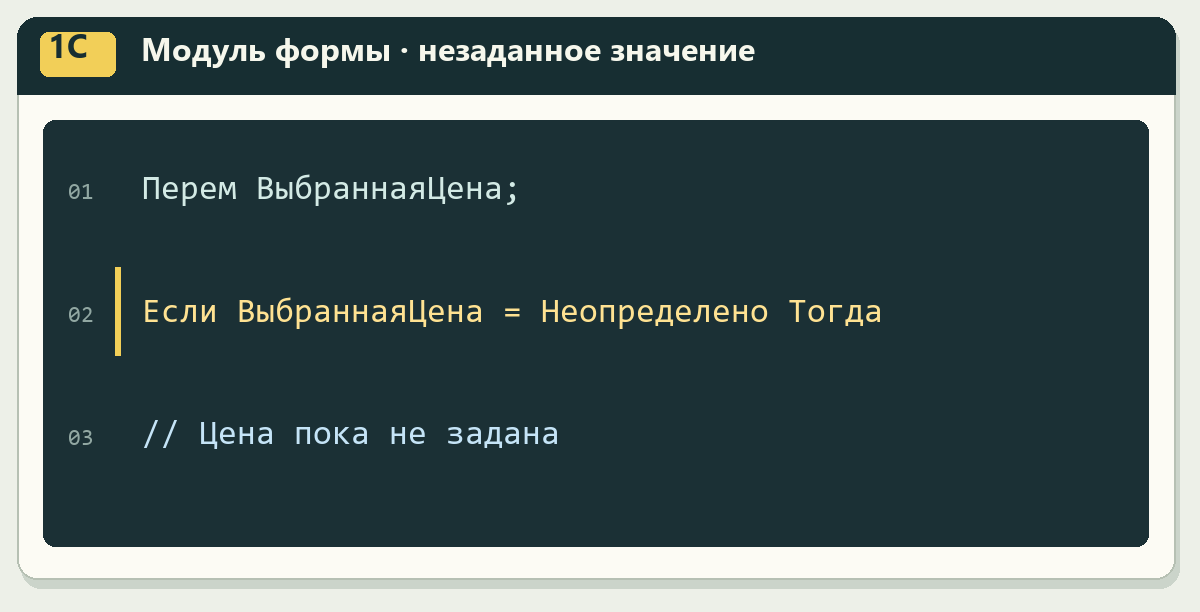 1С
Модуль формы · незаданное значение
01 Перем ВыбраннаяЦена;
02 Если ВыбраннаяЦена = Неопределено Тогда
03 // Цена пока не задана